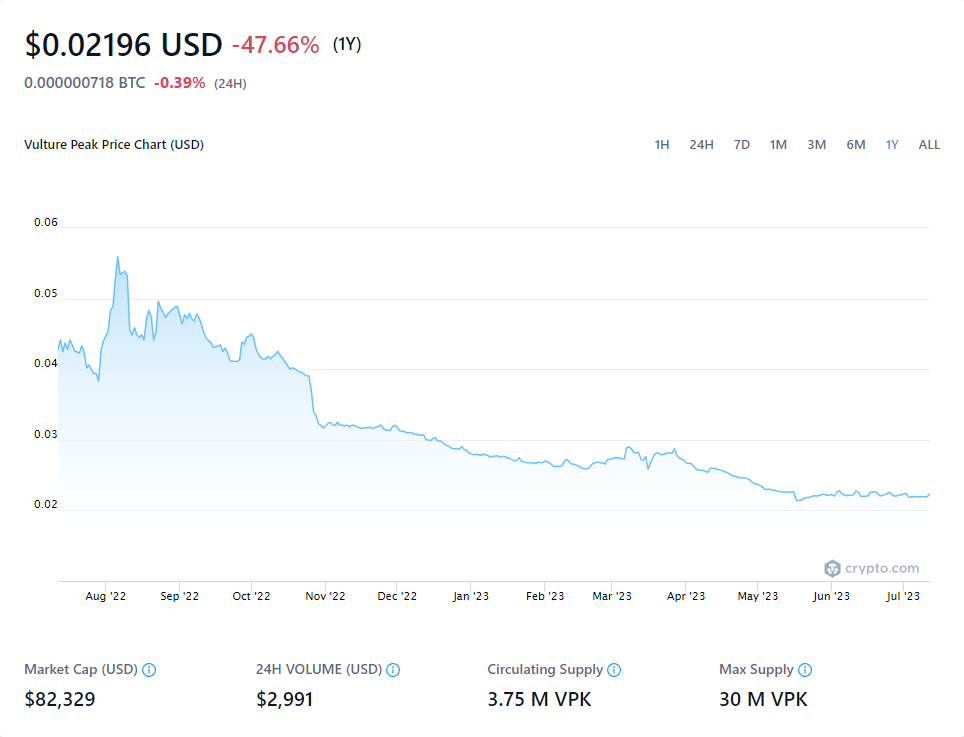 $0.02196 USD -47.66% (1Y)
0.000000718 BTC -0.39% (24H)
Vulture Peak Price Chart (USD) 1H 24H 7D 1M 3M 6M 1Y ALL
0.06
0.05
0.04
0.03
0.02
crypto.com
Aug '22 Sep '22 Oct '22 Nov '22 Dec '22 Jan '23 Feb '23 Mar '23 Apr '23 May '23 Jun '23 Jul '23
Market Cap (USD) 24H VOLUME (USD) Circulating Supply Max Supply
$82,329 $2,991 3.75 M VPK 30 M VPK